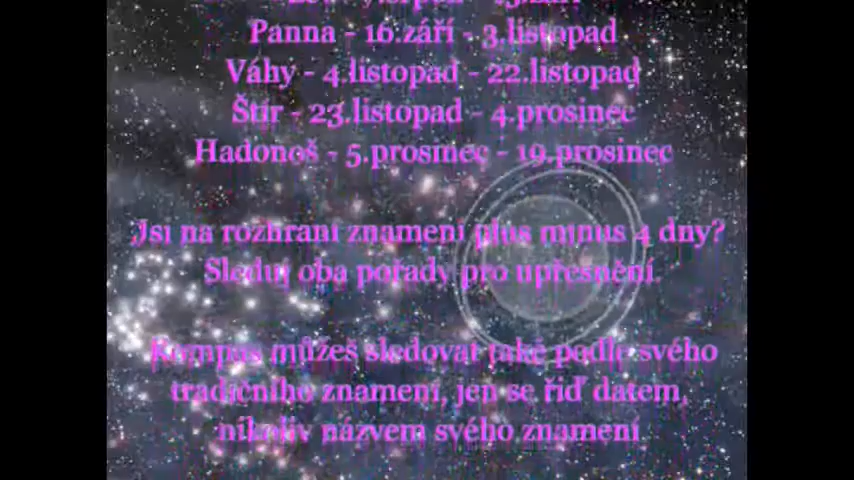 Panna - 16.září - 3.listopad
Váhy - 4.listopad - 22.listopad
Štír - 23.listopad - 4.prosinec
Hadonoš - 5.prosinec - 19.prosinec
Jsi na rozhraní znamení plus minus 4 dny?
Sleduj oba pořady pro upřesnění.
Kompas můžeš sledovat také podle svého
tradičního znamení, jen se řiď datem,
nikoliv názvem svého znamení.